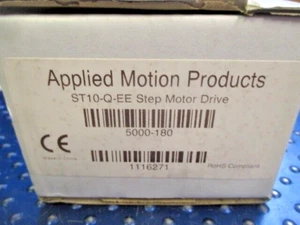 Applied Motion Products
ST10-Q-EE Step Motor Drive
5000-180
CE
1116271
RoHS Compliant